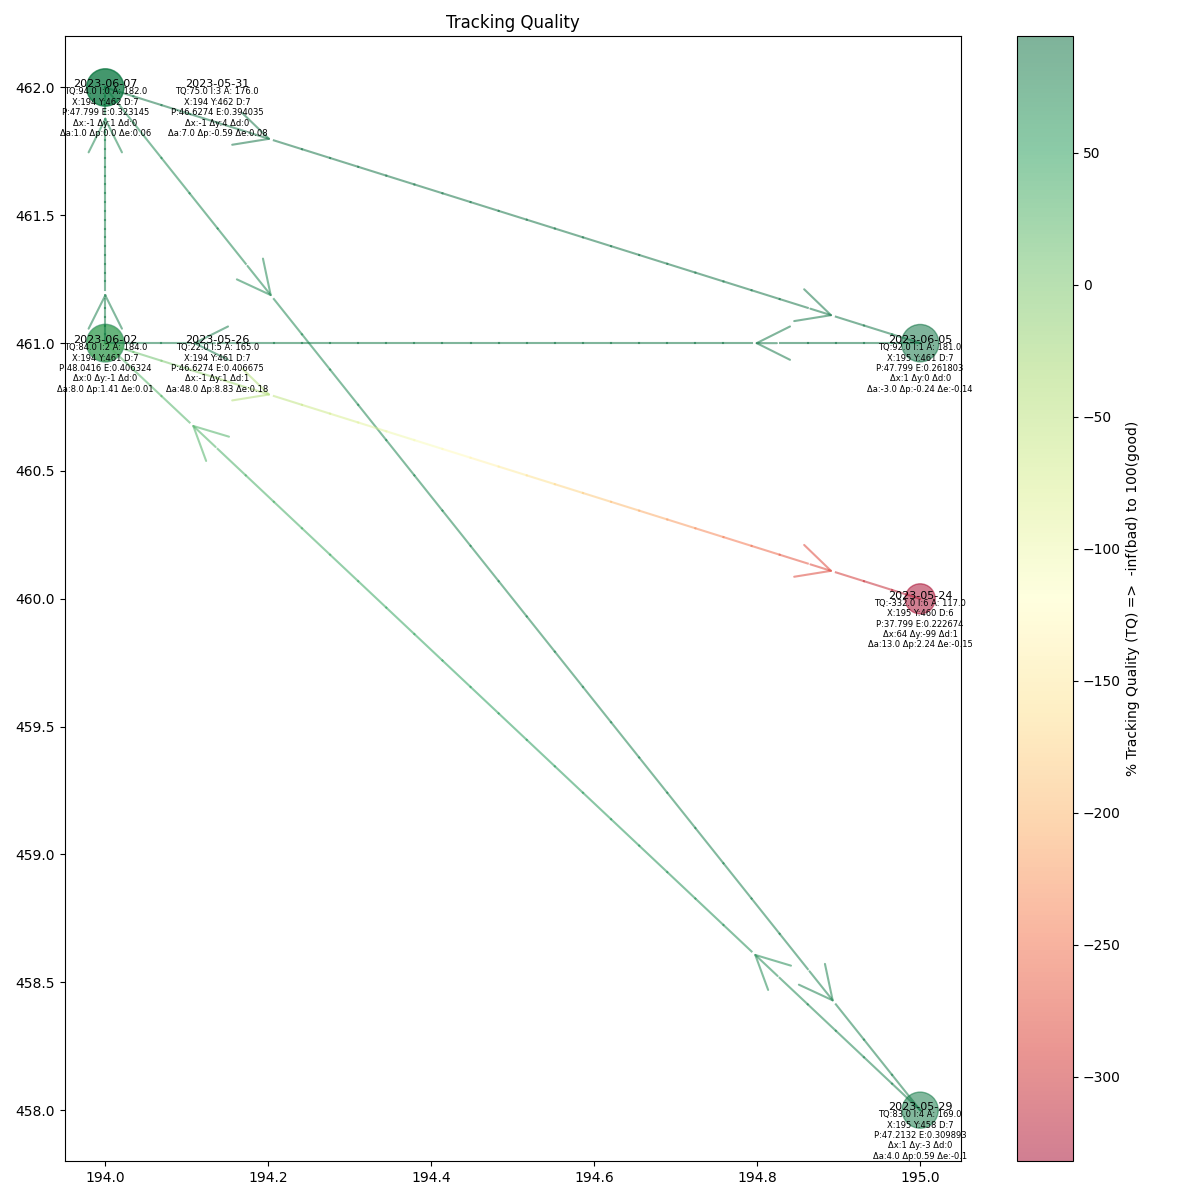 Tracking Quality
462.0
461.5
461.0
460.5
460.0
459.5
459.0
458.5
458.0
194.0
194.2
194.4
194.6
194.8
195.0
2023-06-07
TQ:94.0 I:0 A: 182.0
X:194 Y:462 D:7
P:47.799 E:0.323145
Δx:-1 Δy:1 Δd:0
Δa:1.0 Δp:0.0 Δe:0.06
2023-05-31
TQ:75.0 I:3 A: 176.0
X:194 Y:462 D:7
P:46.6274 E:0.394035
Δx:-1 Δy:4 Δd:0
Δa:7.0 Δp:-0.59 Δe:0.08
2023-06-02
TQ:84.0 I:2 A: 184.0
X:194 Y:461 D:7
P:48.0416 E:0.406324
Δx:0 Δy:-1 Δd:0
Δa:8.0 Δp:1.41 Δe:0.01
2023-05-26
TQ:22.0 I:5 A: 165.0
X:194 Y:461 D:7
P:46.6274 E:0.406675
Δx:-1 Δy:1 Δd:1
Δa:48.0 Δp:8.83 Δe:0.18
2023-06-05
TQ:92.0 I:1 A: 181.0
X:195 Y:461 D:7
P:47.799 E:0.261803
Δx:1 Δy:0 Δd:0
Δa:-3.0 Δp:-0.24 Δe:-0.14
2023-05-24
TQ:-332.0 I:6 A: 117.0
X:195 Y:460 D:6
P:37.799 E:0.222674
Δx:64 Δy:-99 Δd:1
Δa:13.0 Δp:2.24 Δe:-0.15
2023-05-29
TQ:83.0 I:4 A: 169.0
X:195 Y:458 D:7
P:47.2132 E:0.309893
Δx:1 Δy:-3 Δd:0
Δa:4.0 Δp:0.59 Δe:-0.1
50
0
−50
−100
−150
−200
−250
−300
% Tracking Quality (TQ) => -inf(bad) to 100(good)